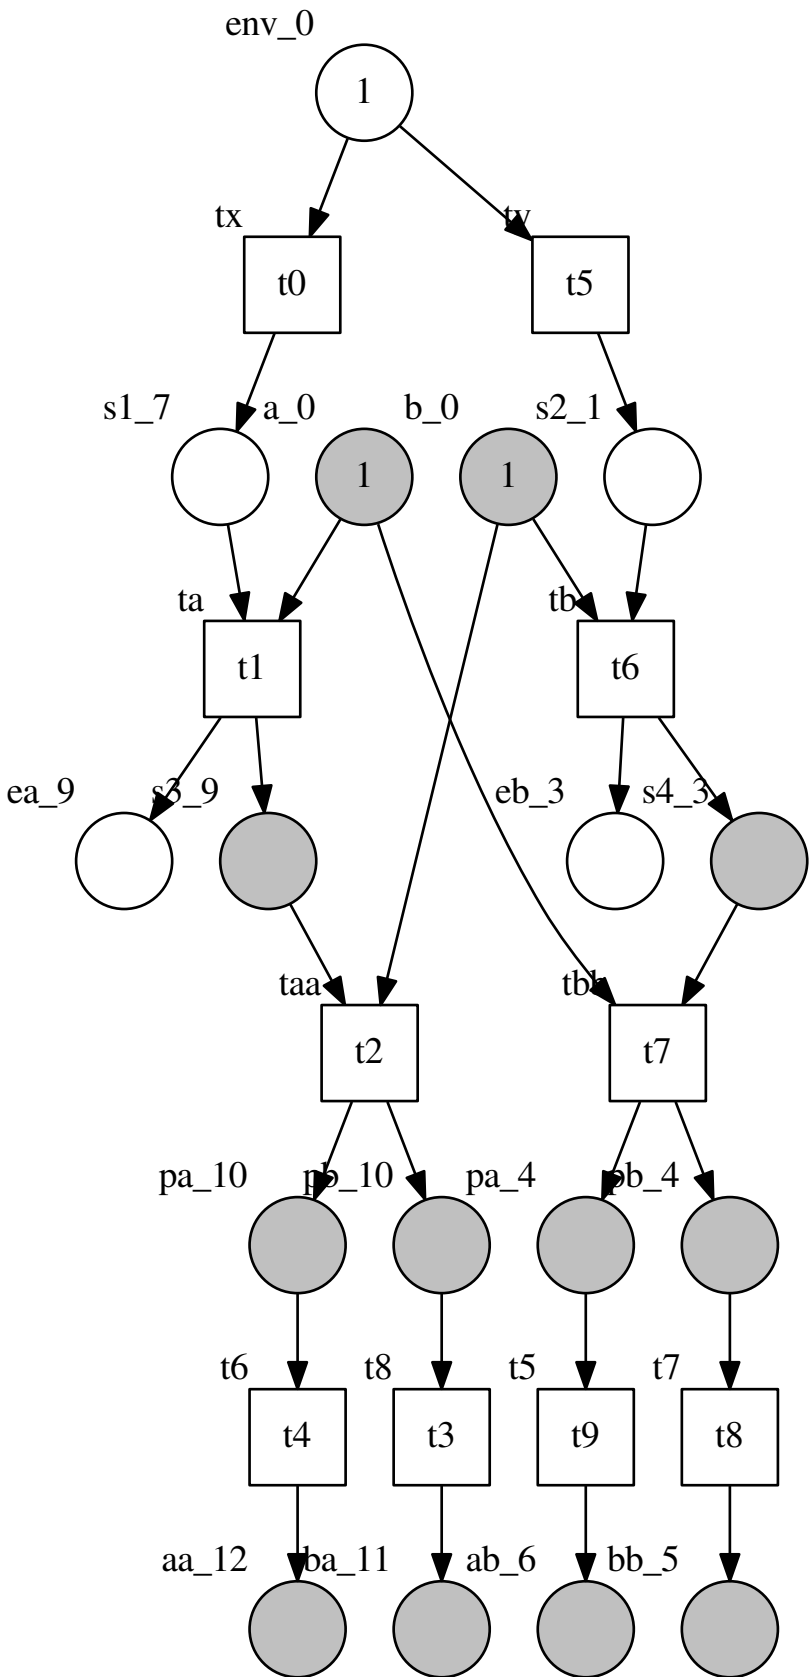 env_0
1
tx
ty
t0
t5
s1_7
a_0
b_0
s2_1
1
1
ta
tb
t1
t6
ea_9
s3_9
eb_3
s4_3
taa
tbb
t2
t7
pa_10
pb_10
pa_4
pb_4
t6
t8
t5
t7
t4
t3
t9
t8
aa_12
ba_11
ab_6
bb_5